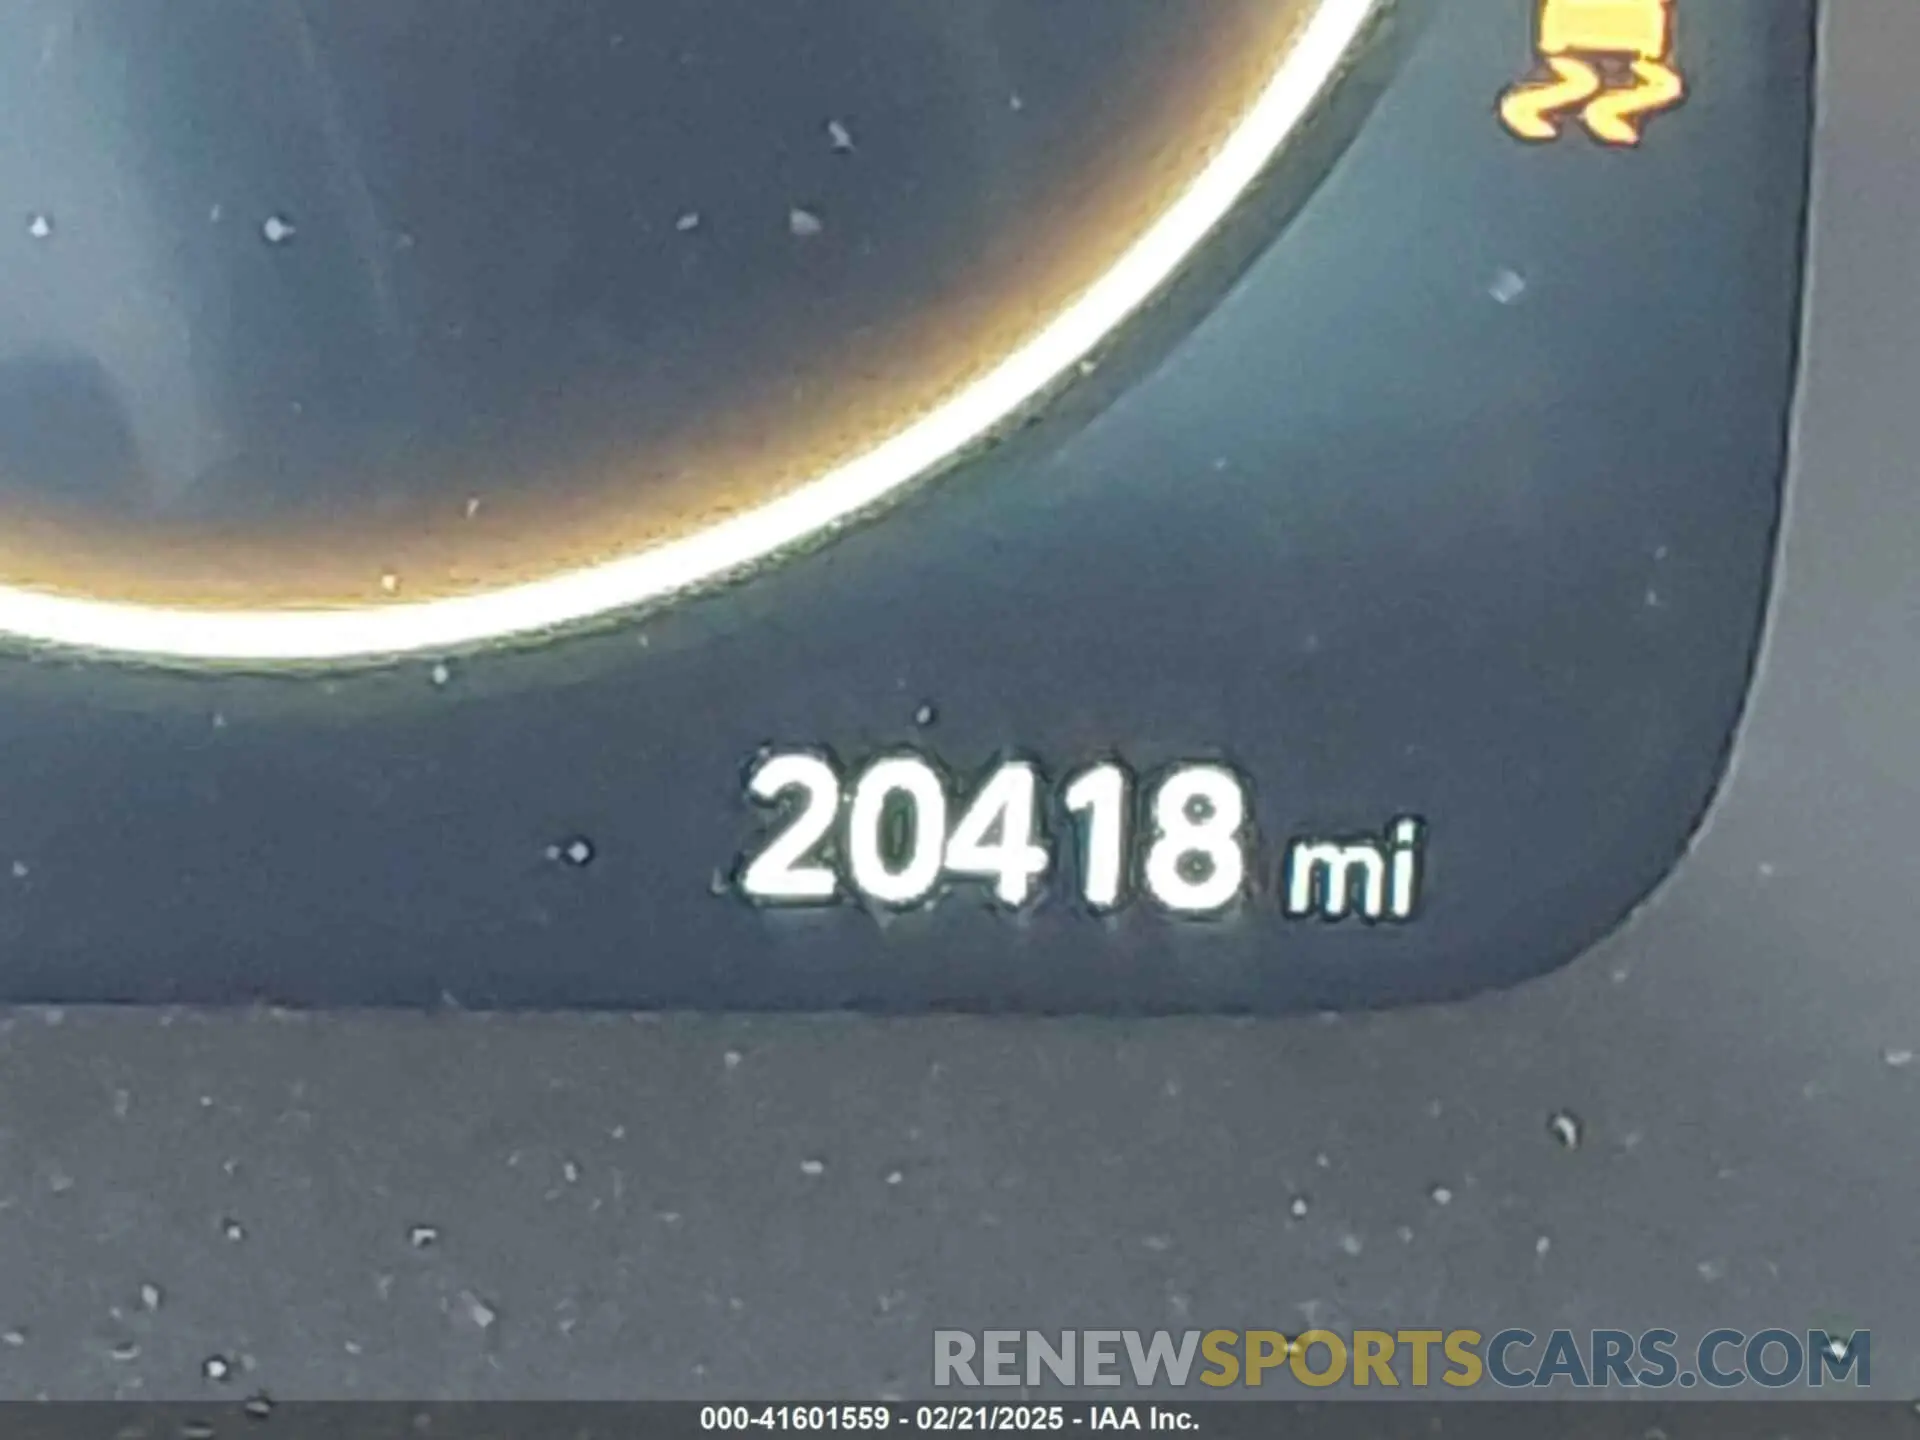 20418 mi
RENEWSPORTSCARS.COM
000-41601559 - 02/21/2025 - IAA Inc.